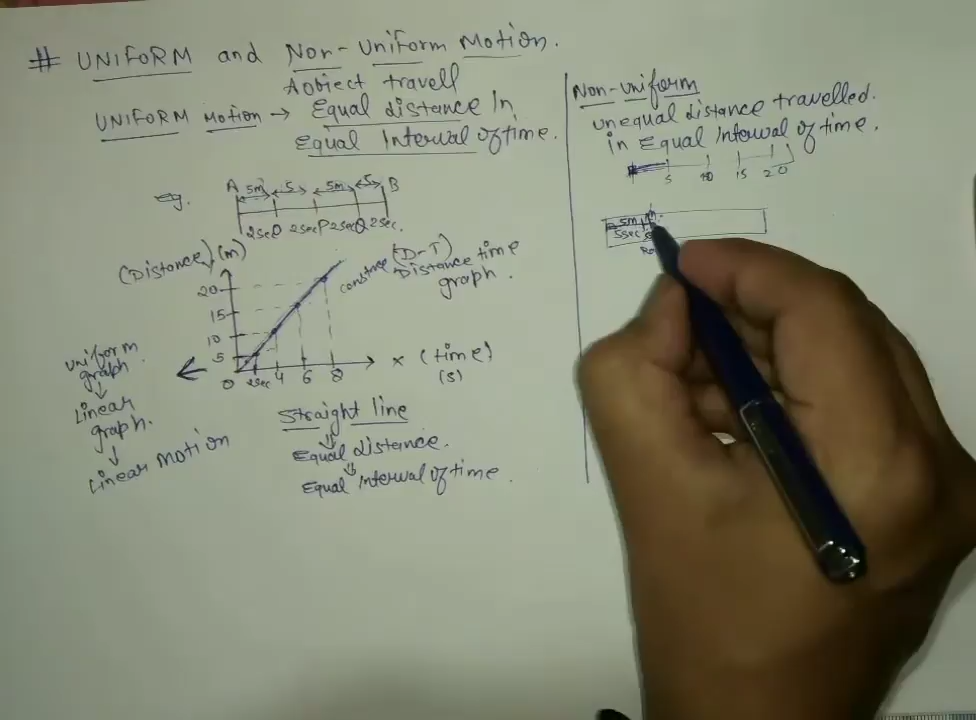 # UNIFORM and Non-Uniform Motion.
A object travell
UNIFORM Motion → Equal distance In
Equal Interval Of time.
eg. A 5m 5 5m 5 B
2sec O 2sec P 2sec Q 2sec.
(Distance) (m)
20
15
10
5
0 2sec 4 6 8 X (time)
(s)
(D-T)
Distance time
graph.
uniform
graph.
↓
Linear
graph.
↓
Linear Motion
Straight line
⇓
Equal distance.
⇓
Equal Interval Of time.
Non-uniform
unequal distance travelled.
in Equal Interval Of time.
5 10 15 20
5m
5sec